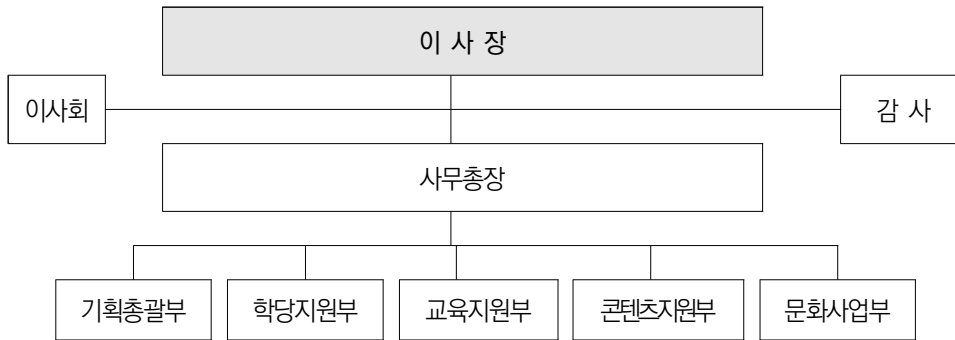 이 사 장
이사회
감 사
사무총장
기획총괄부
학당지원부
교육지원부
콘텐츠지원부
문화사업부